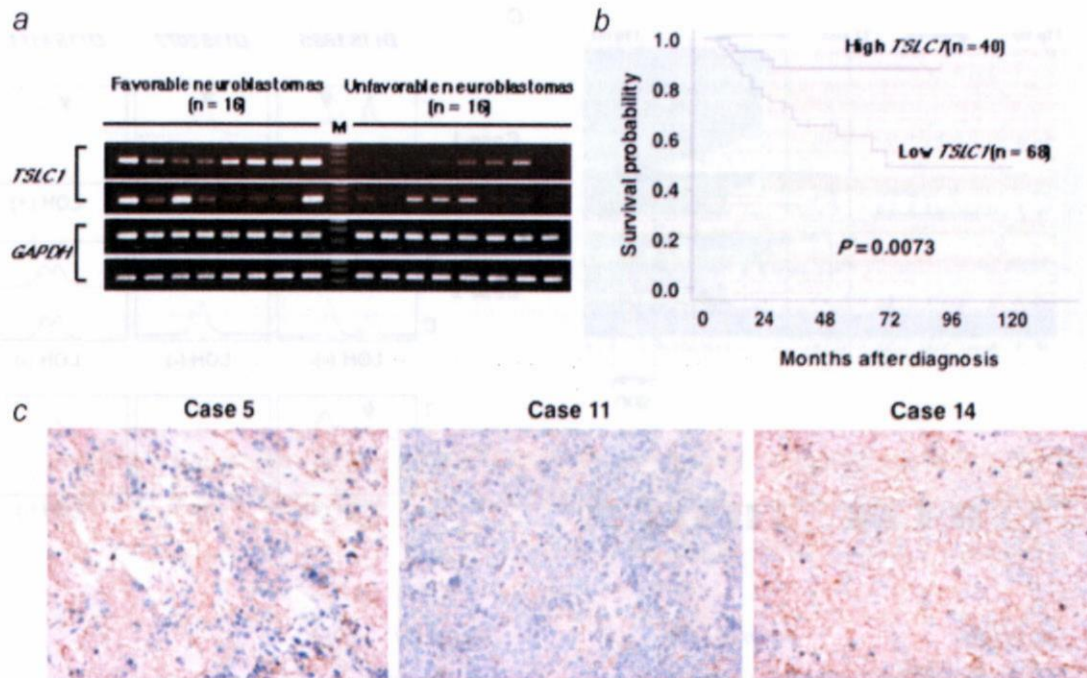 a
Favorable neuroblastomas
(n = 16)
Unfavorable neuroblastomas
(n = 16)
M
TSLC1
GAPDH
b
Survival probability
1.0
0.8
0.6
0.4
0.2
0.0
High TSLC1 (n = 40)
Low TSLC1 (n = 68)
P = 0.0073
0 24 48 72 96 120
Months after diagnosis
c
Case 5
Case 11
Case 14